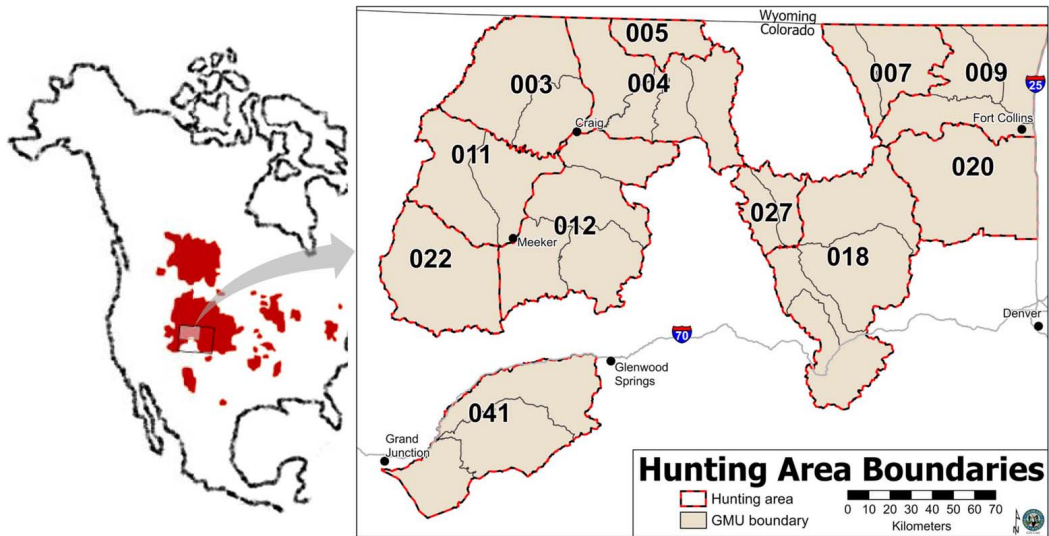 Wyoming
Colorado
005
003
004
007
009
25
Craig
Fort Collins
011
020
027
012
Meeker
022
018
Denver
70
Glenwood
Springs
041
Grand
Junction
Hunting Area Boundaries
Hunting area
GMU boundary
0 10 20 30 40 50 60 70
Kilometers
N